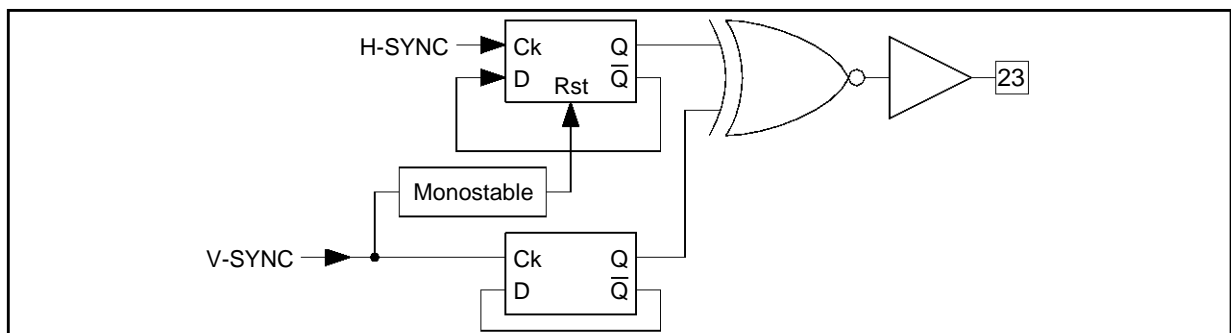 H-SYNC
Ck Q
D Q̅
Rst
23
Monostable
V-SYNC
Ck Q
D Q̅